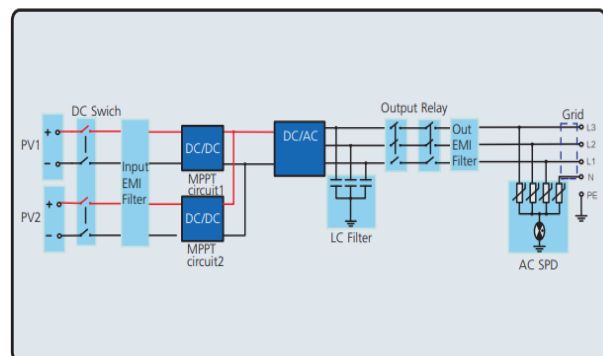 DC Swich
PV1
+
−
PV2
+
−
Input
EMI
Filter
DC/DC
MPPT
circuit1
DC/DC
MPPT
circuit2
DC/AC
LC Filter
Output Relay
Out
EMI
Filter
Grid
L3
L2
L1
N
PE
AC SPD